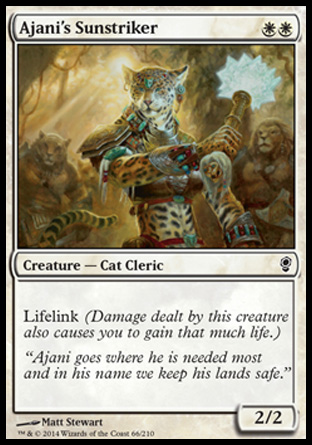 Ajani's Sunstriker
Creature — Cat Cleric
Lifelink (Damage dealt by this creature
also causes you to gain that much life.)
"Ajani goes where he is needed most
and in his name we keep his lands safe."
Matt Stewart
™ & © 2014 Wizards of the Coast 66/210
2/2